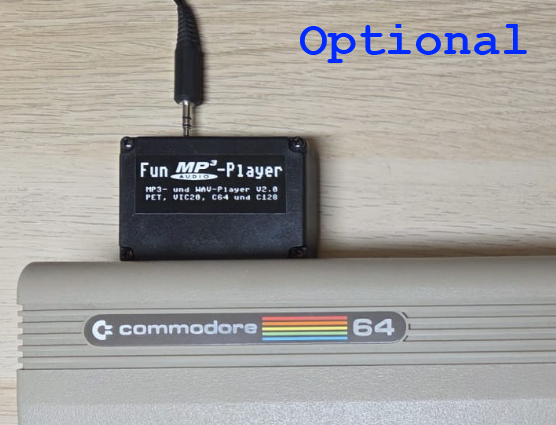 Optional
Fun MP3-Player
AUDIO
MP3- und WAV-Player V2.0
PET, VIC20, C64 und C128
commodore 64